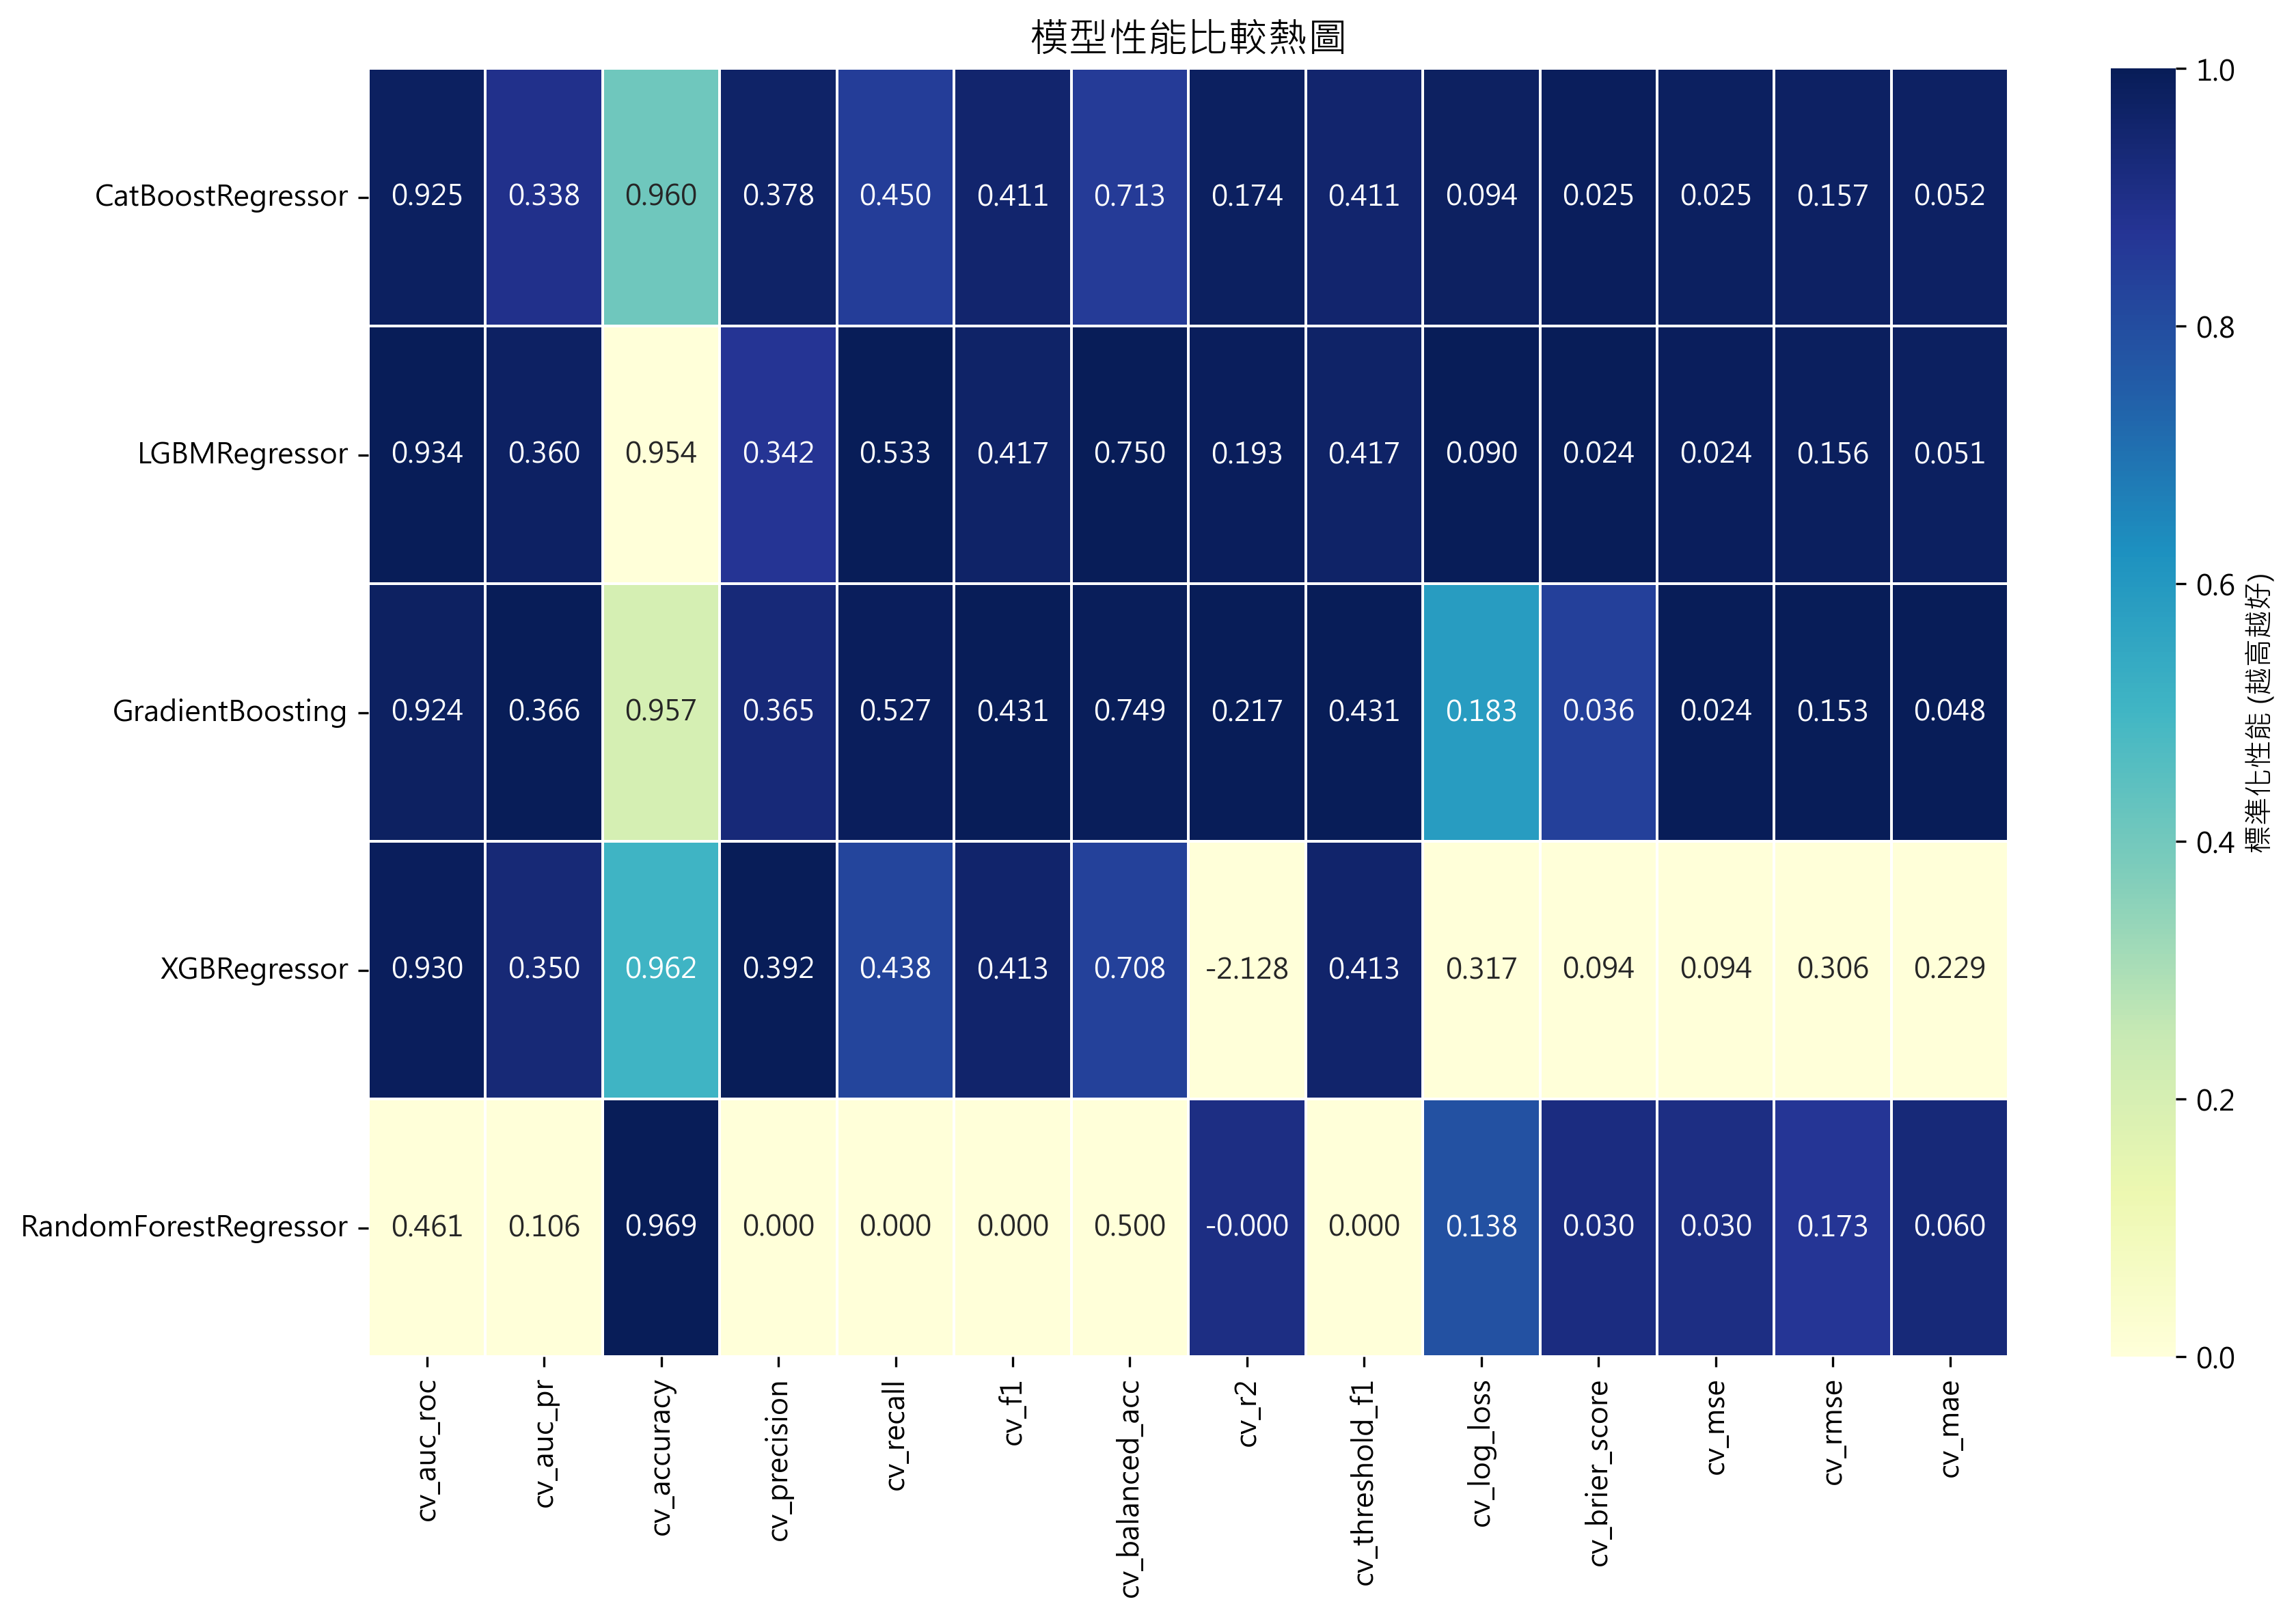 模型性能比較熱圖
CatBoostRegressor 0.925 0.338 0.960 0.378 0.450 0.411 0.713 0.174 0.411 0.094 0.025 0.025 0.157 0.052
LGBMRegressor 0.934 0.360 0.954 0.342 0.533 0.417 0.750 0.193 0.417 0.090 0.024 0.024 0.156 0.051
GradientBoosting 0.924 0.366 0.957 0.365 0.527 0.431 0.749 0.217 0.431 0.183 0.036 0.024 0.153 0.048
XGBRegressor 0.930 0.350 0.962 0.392 0.438 0.413 0.708 -2.128 0.413 0.317 0.094 0.094 0.306 0.229
RandomForestRegressor 0.461 0.106 0.969 0.000 0.000 0.000 0.500 -0.000 0.000 0.138 0.030 0.030 0.173 0.060
cv_auc_roc
cv_auc_pr
cv_accuracy
cv_precision
cv_recall
cv_f1
cv_balanced_acc
cv_r2
cv_threshold_f1
cv_log_loss
cv_brier_score
cv_mse
cv_rmse
cv_mae
1.0
0.8
0.6
0.4
0.2
0.0
標準化性能 (越高越好)